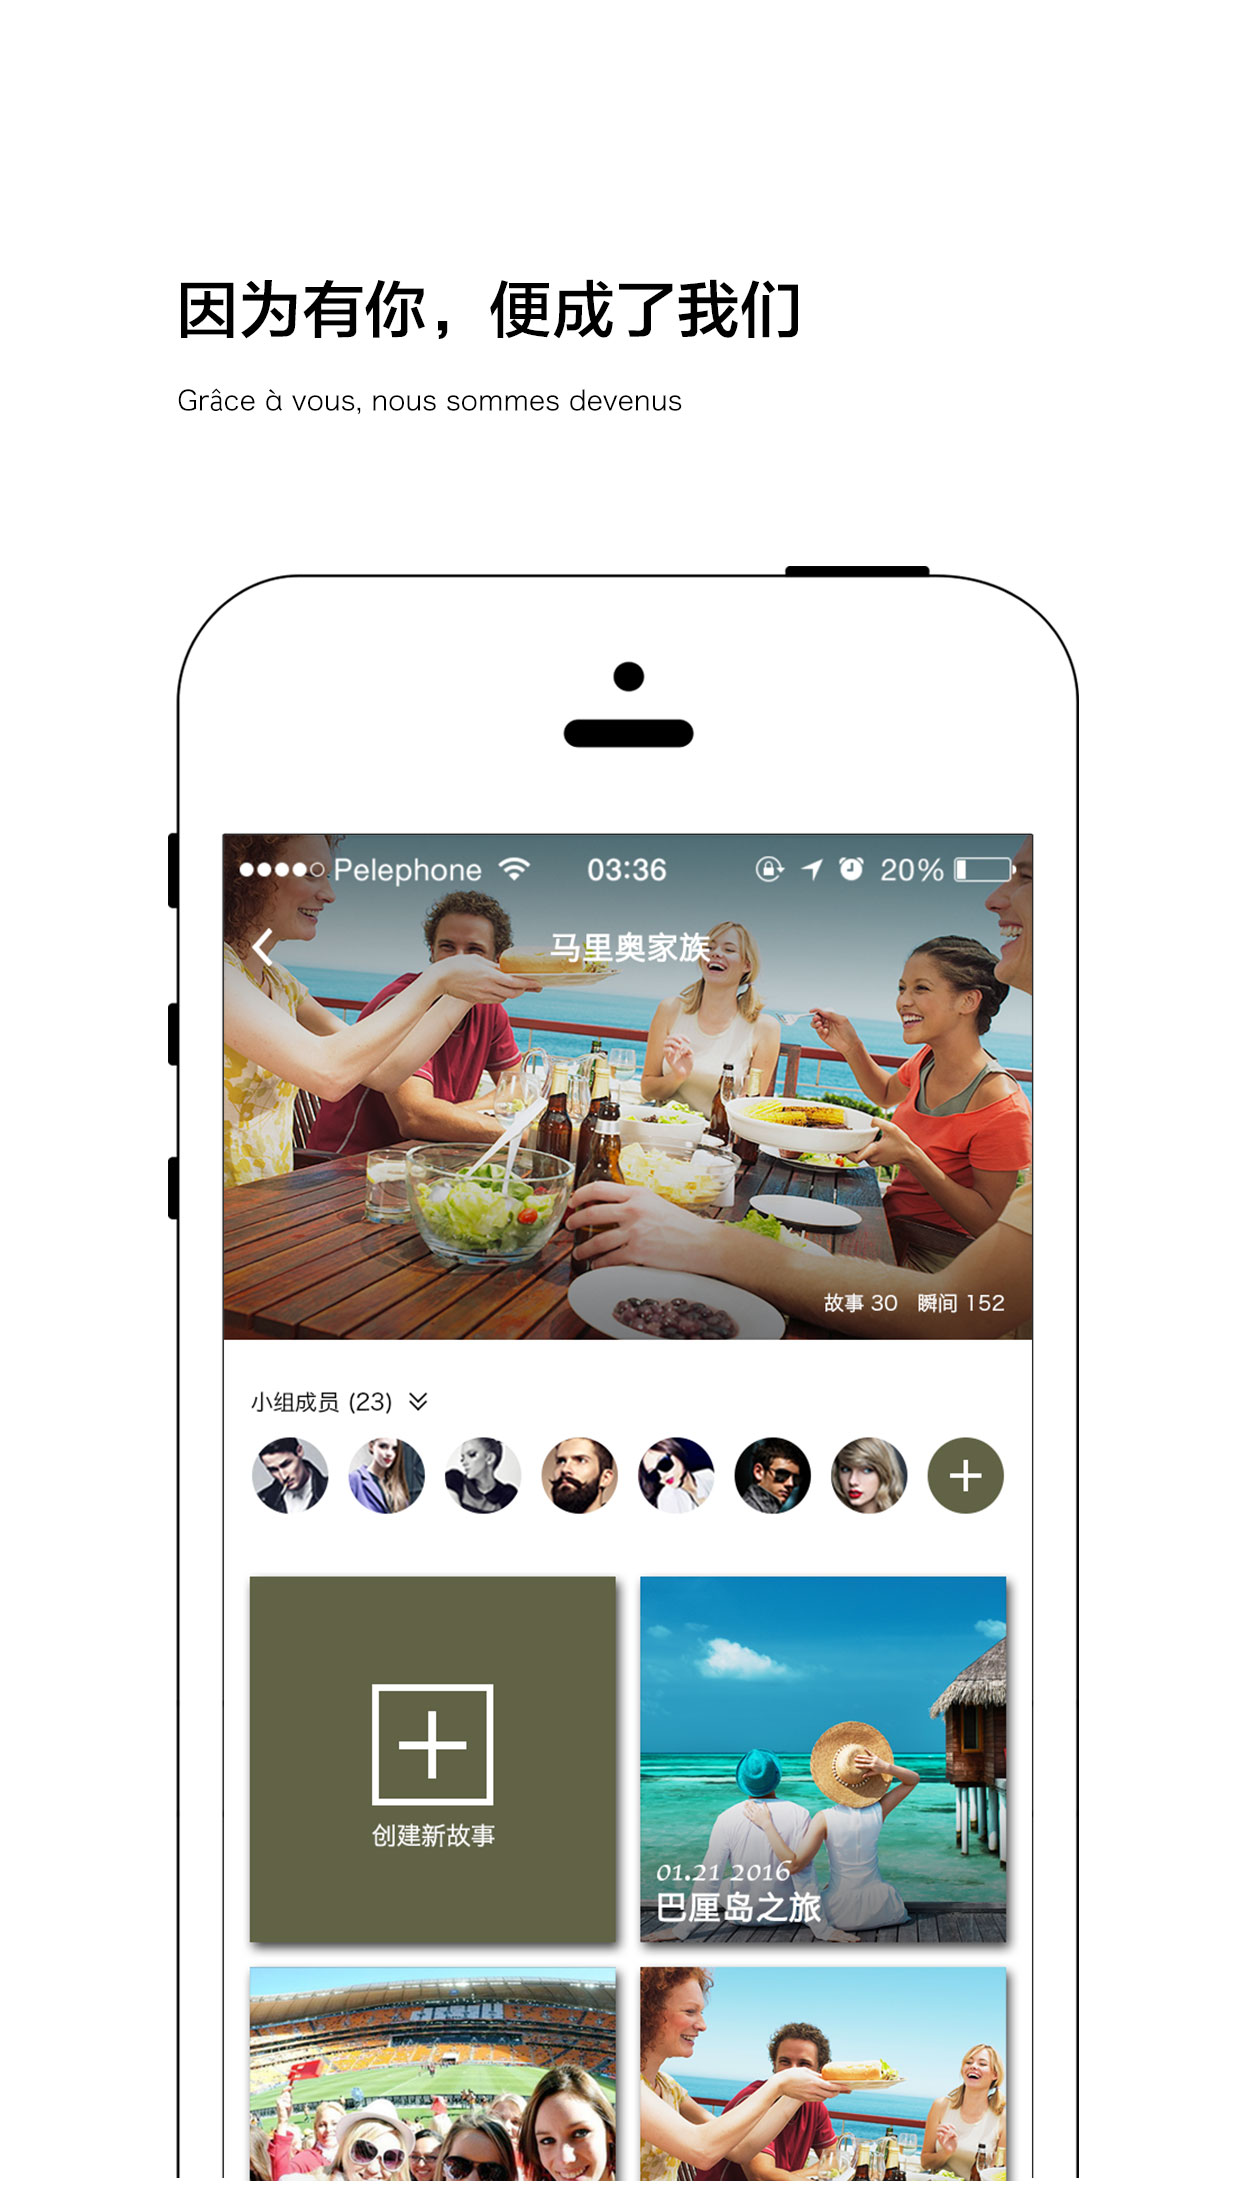 因为有你，便成了我们
Grâce à vous, nous sommes devenus
Pelephone 03:36 20%
马里奥家族
故事 30 瞬间 152
小组成员 (23)
创建新故事
01.21 2016
巴厘岛之旅